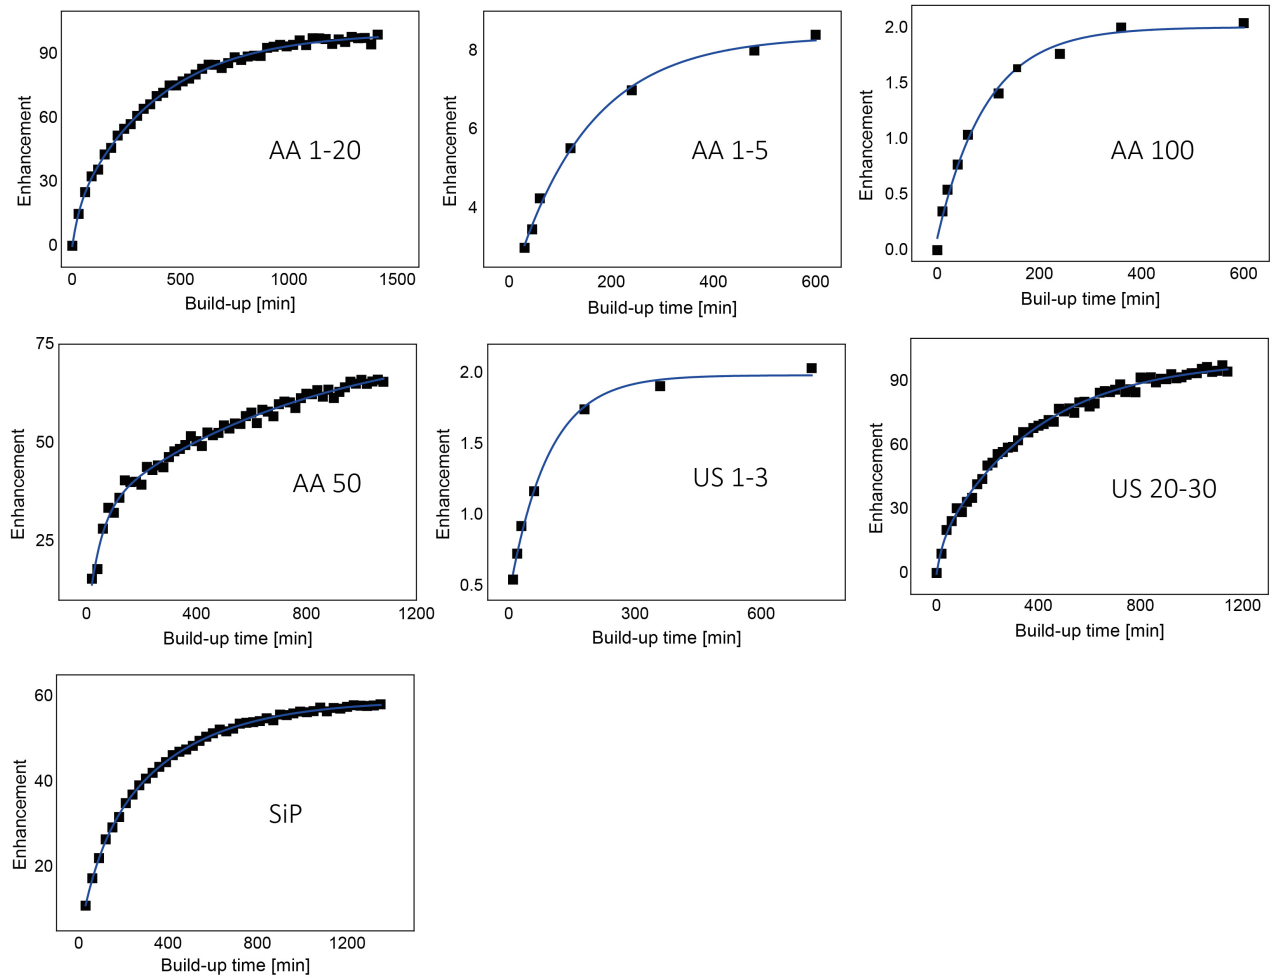 Enhancement
90
60
30
0
AA 1-20
0 500 1000 1500
Build-up [min]
Enhancement
8
6
4
AA 1-5
0 200 400 600
Build-up time [min]
Enhancement
2.0
1.5
1.0
0.5
0.0
AA 100
0 200 400 600
Buil-up time [min]
Enhancement
75
50
25
AA 50
0 400 800 1200
Build-up time [min]
Enhancement
2.0
1.5
1.0
0.5
US 1-3
0 300 600
Build-up time [min]
Enhancement
90
60
30
0
US 20-30
0 400 800 1200
Build-up time [min]
Enhancement
60
40
20
SiP
0 400 800 1200
Build-up time [min]